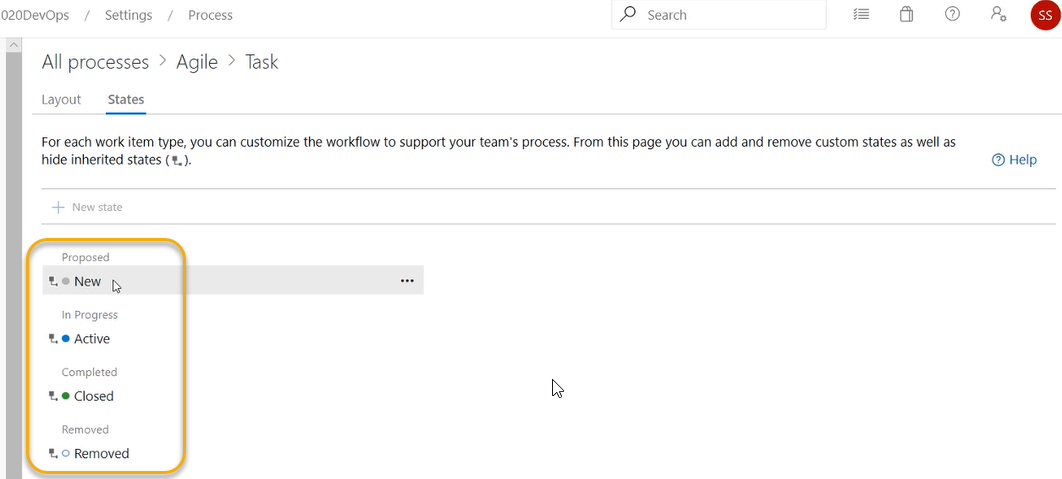 020DevOps / Settings / Process
Search
SS
All processes > Agile > Task
Layout States
For each work item type, you can customize the workflow to support your team's process. From this page you can add and remove custom states as well as
hide inherited states ( ).
Help
+ New state
Proposed
New
In Progress
Active
Completed
Closed
Removed
Removed